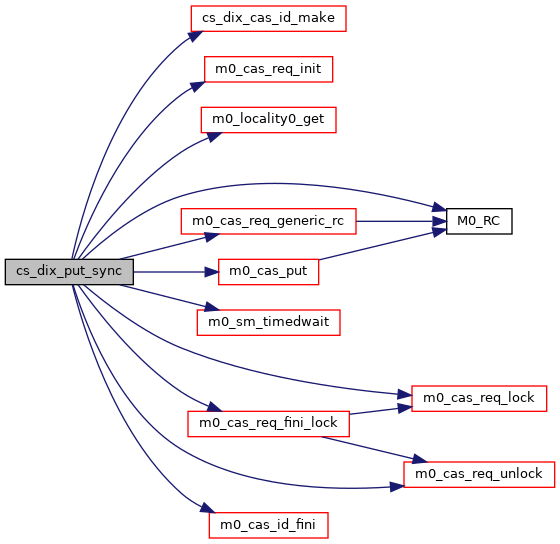 cs_dix_cas_id_make
m0_cas_req_init
m0_locality0_get
m0_cas_req_generic_rc
M0_RC
cs_dix_put_sync
m0_cas_put
m0_sm_timedwait
m0_cas_req_lock
m0_cas_req_fini_lock
m0_cas_req_unlock
m0_cas_id_fini